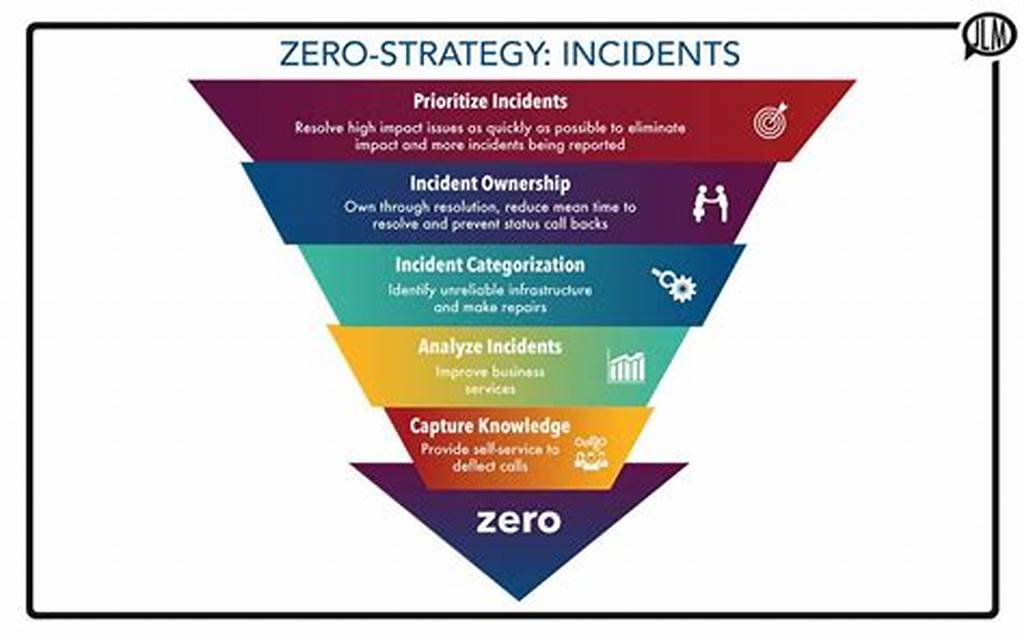 JLM
ZERO-STRATEGY: INCIDENTS
Prioritize Incidents
Resolve high impact issues as quickly as possible to eliminate
impact and more incidents being reported
Incident Ownership
Own through resolution, reduce mean time to
resolve and prevent status call backs
Incident Categorization
Identify unreliable infrastructure
and make repairs
Analyze Incidents
Improve business
services
Capture Knowledge
Provide self-service to
deflect calls
zero